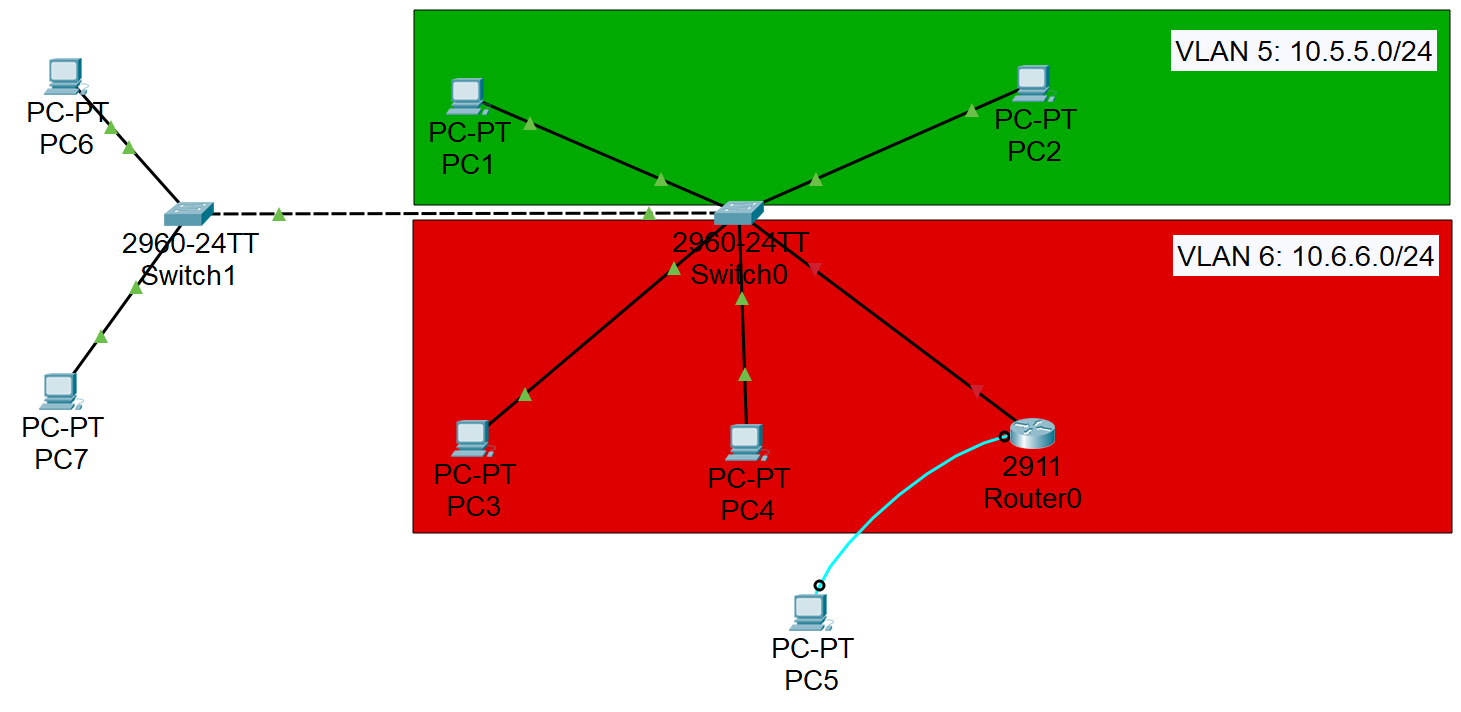 VLAN 5: 10.5.5.0/24
PC-PT
PC6
PC-PT
PC1
PC-PT
PC2
2960-24TT
Switch1
2960-24TT
Switch0
VLAN 6: 10.6.6.0/24
PC-PT
PC7
PC-PT
PC3
PC-PT
PC4
2911
Router0
PC-PT
PC5